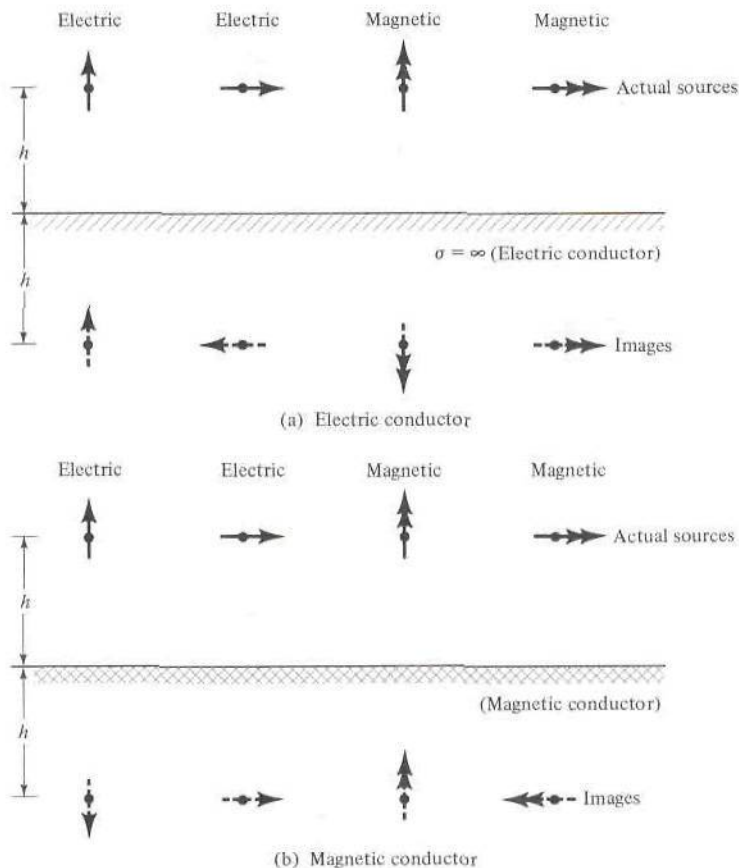 Electric Electric Magnetic Magnetic
Actual sources
h
σ = ∞ (Electric conductor)
h
Images
(a) Electric conductor
Electric Electric Magnetic Magnetic
Actual sources
h
(Magnetic conductor)
h
Images
(b) Magnetic conductor